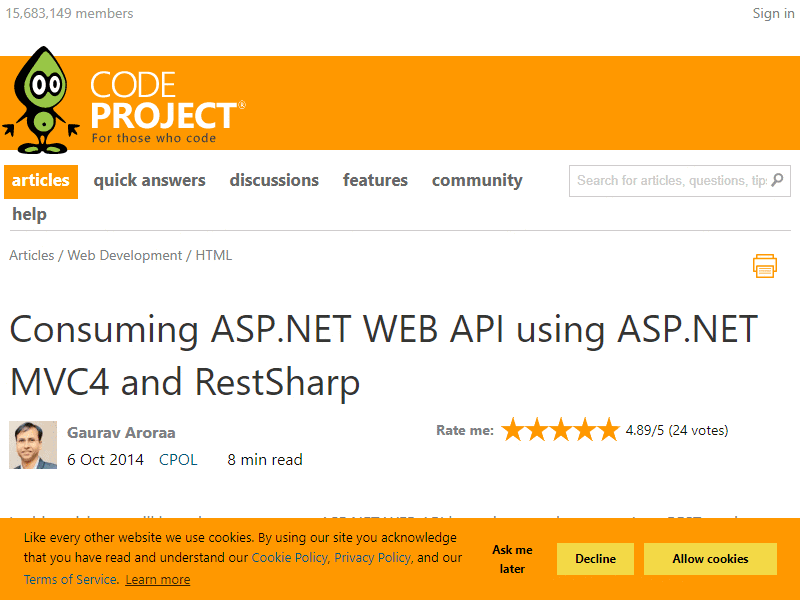 15,683,149 members
Sign in
CODE
PROJECT®
For those who code
articles quick answers discussions features community
Search for articles, questions, tips
help
Articles / Web Development / HTML
Consuming ASP.NET WEB API using ASP.NET
MVC4 and RestSharp
Gaurav Aroraa
Rate me: 4.89/5 (24 votes)
6 Oct 2014 CPOL 8 min read
Like every other website we use cookies. By using our site you acknowledge
that you have read and understand our Cookie Policy, Privacy Policy, and our
Terms of Service. Learn more
Ask me
later
Decline
Allow cookies